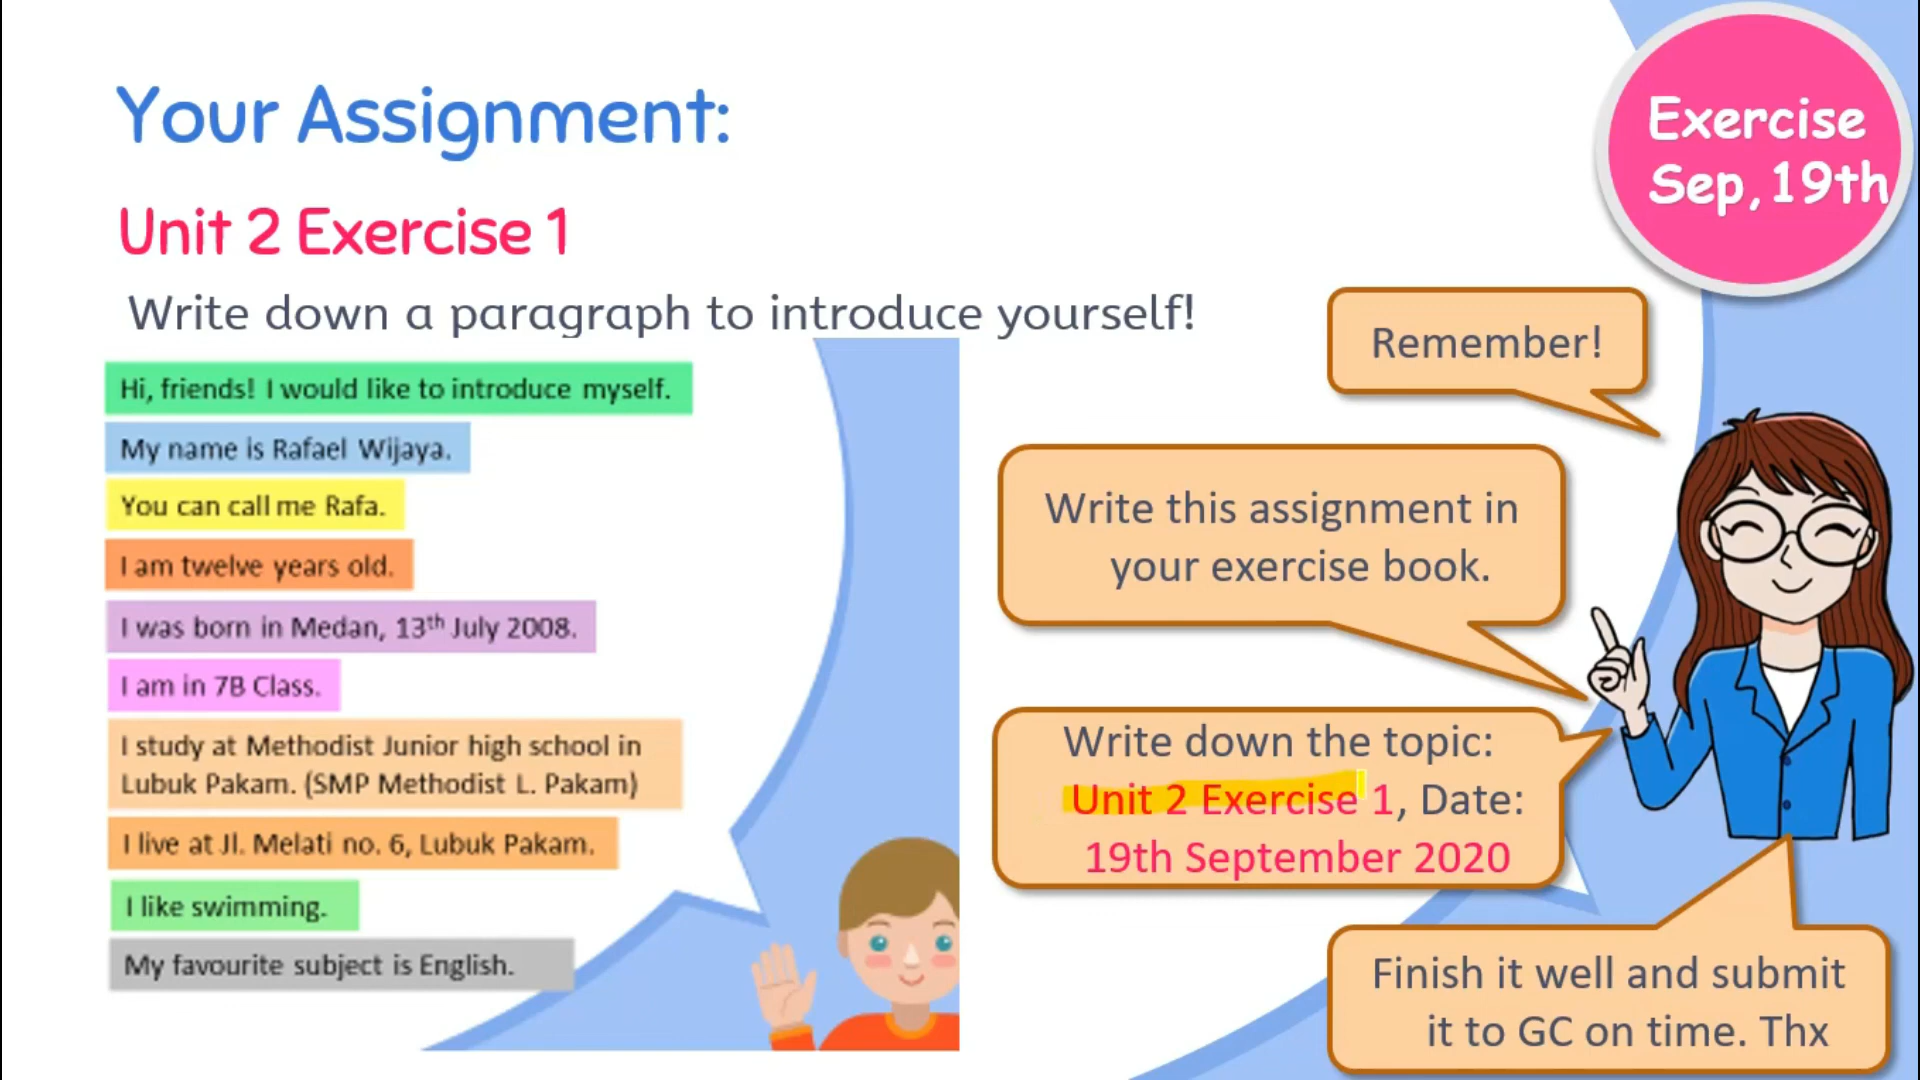 Your Assignment:
Exercise
Sep, 19th
Unit 2 Exercise 1
Write down a paragraph to introduce yourself!
Hi, friends! I would like to introduce myself.
My name is Rafael Wijaya.
You can call me Rafa.
I am twelve years old.
I was born in Medan, 13th July 2008.
I am in 7B Class.
I study at Methodist Junior high school in
Lubuk Pakam. (SMP Methodist L. Pakam)
I live at Jl. Melati no. 6, Lubuk Pakam.
I like swimming.
My favourite subject is English.
Remember!
Write this assignment in
your exercise book.
Write down the topic:
Unit 2 Exercise 1, Date:
19th September 2020
Finish it well and submit
it to GC on time. Thx